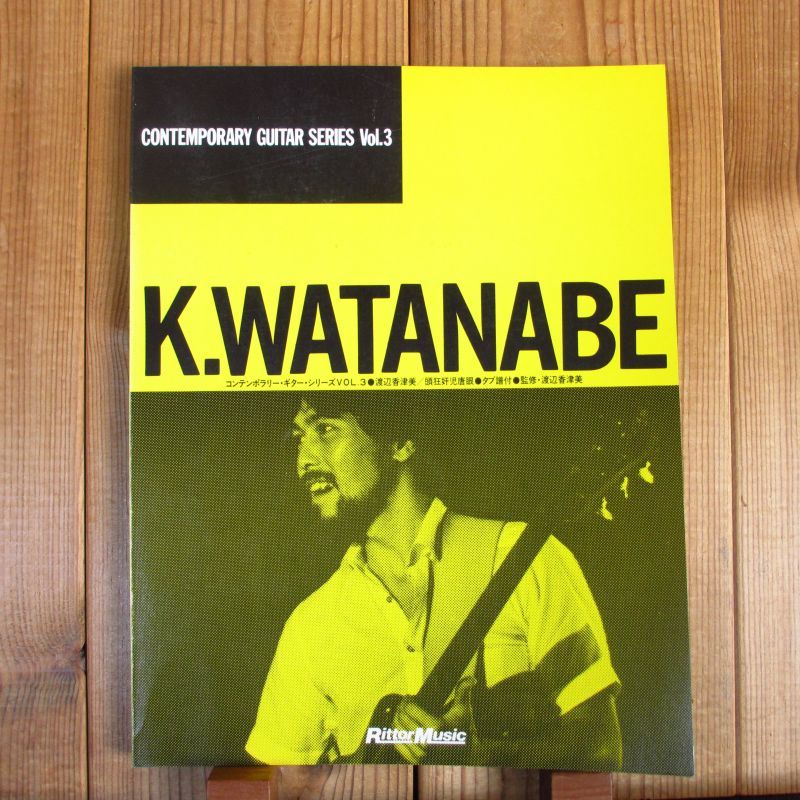 CONTEMPORARY GUITAR SERIES Vol.3
K.WATANABE
コンテンポラリー・ギター・シリーズVOL.3●渡辺香津美／頭狂奸児唐眼●タブ譜付●監修・渡辺香津美
RittorMusic